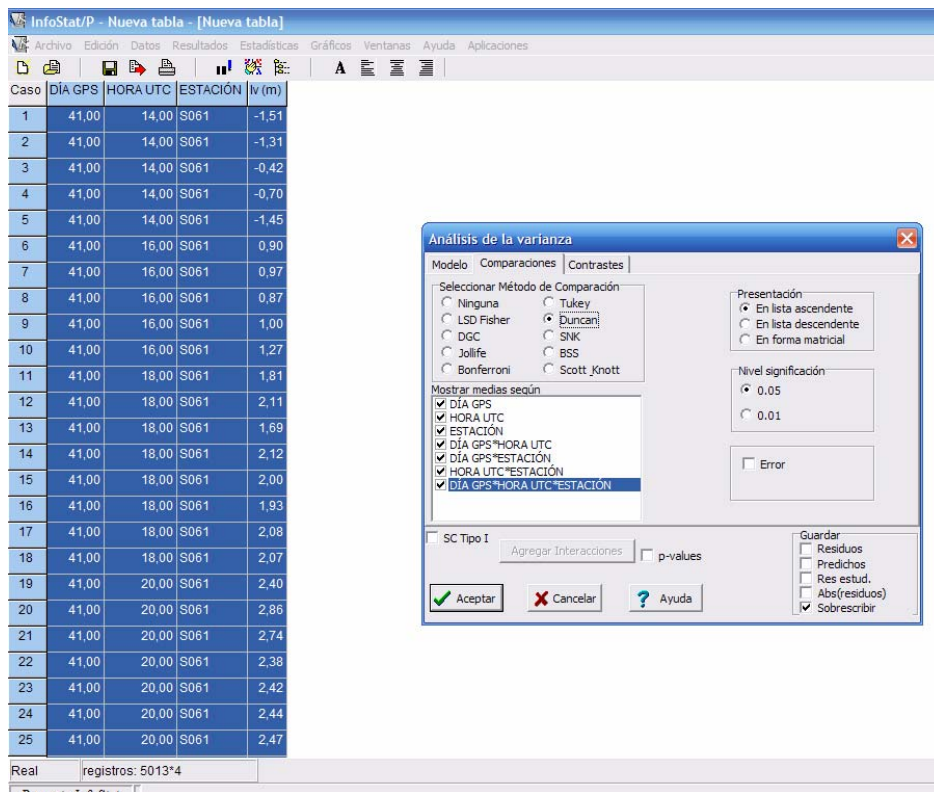 InfoStat/P - Nueva tabla - [Nueva tabla]
Archivo Edición Datos Resultados Estadísticas Gráficos Ventanas Ayuda Aplicaciones
A
Caso DÍA GPS HORA UTC ESTACIÓN Iv (m)
1 41,00 14,00 S061 -1,51
2 41,00 14,00 S061 -1,31
3 41,00 14,00 S061 -0,42
4 41,00 14,00 S061 -0,70
5 41,00 14,00 S061 -1,45
6 41,00 16,00 S061 0,90
7 41,00 16,00 S061 0,97
8 41,00 16,00 S061 0,87
9 41,00 16,00 S061 1,00
10 41,00 16,00 S061 1,27
11 41,00 18,00 S061 1,81
12 41,00 18,00 S061 2,11
13 41,00 18,00 S061 1,69
14 41,00 18,00 S061 2,12
15 41,00 18,00 S061 2,00
16 41,00 18,00 S061 1,93
17 41,00 18,00 S061 2,08
18 41,00 18,00 S061 2,07
19 41,00 20,00 S061 2,40
20 41,00 20,00 S061 2,86
21 41,00 20,00 S061 2,74
22 41,00 20,00 S061 2,38
23 41,00 20,00 S061 2,42
24 41,00 20,00 S061 2,44
25 41,00 20,00 S061 2,47
Real registros: 5013*4
Análisis de la varianza
Modelo Comparaciones Contrastes
Seleccionar Método de Comparación
Ninguna Tukey
LSD Fisher Duncan
DGC SNK
Jollife BSS
Bonferroni Scott _Knott
Mostrar medias según
DÍA GPS
HORA UTC
ESTACIÓN
DÍA GPS*HORA UTC
DÍA GPS*ESTACIÓN
HORA UTC*ESTACIÓN
DÍA GPS*HORA UTC*ESTACIÓN
Presentación
En lista ascendente
En lista descendente
En forma matricial
Nivel significación
0.05
0.01
Error
SC Tipo I
Agregar Interacciones
p-values
Guardar
Residuos
Predichos
Res estud.
Abs(residuos)
Sobrescribir
Aceptar Cancelar Ayuda